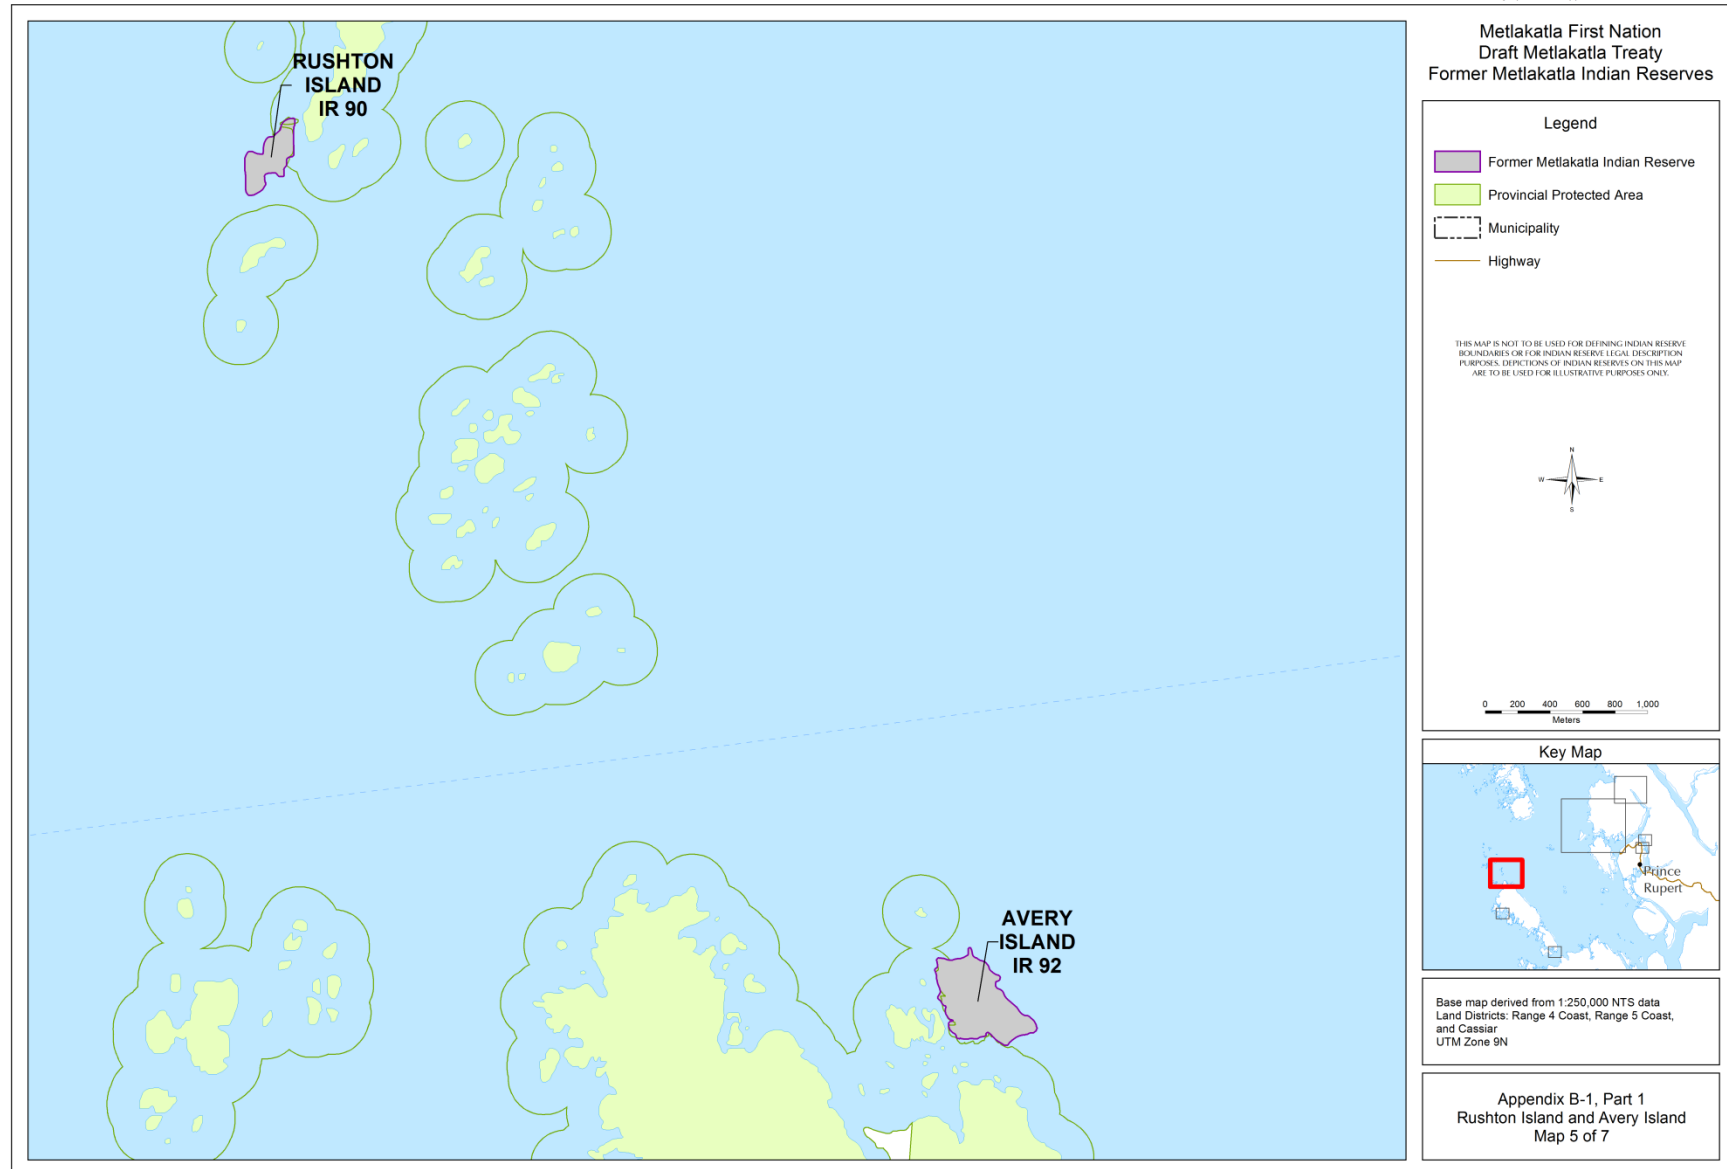 RUSHTON
ISLAND
IR 90
AVERY
ISLAND
IR 92
Metlakatla First Nation
Draft Metlakatla Treaty
Former Metlakatla Indian Reserves
Legend
Former Metlakatla Indian Reserve
Provincial Protected Area
Municipality
Highway
THIS MAP IS NOT TO BE USED FOR DEFINING INDIAN RESERVE
BOUNDARIES OR FOR INDIAN RESERVE LEGAL DESCRIPTION
PURPOSES. DEPICTIONS OF INDIAN RESERVES ON THIS MAP
ARE TO BE USED FOR ILLUSTRATIVE PURPOSES ONLY.
N
W E
S
0 200 400 600 800 1,000
Meters
Key Map
Prince
Rupert
Base map derived from 1:250,000 NTS data
Land Districts: Range 4 Coast, Range 5 Coast,
and Cassiar
UTM Zone 9N
Appendix B-1, Part 1
Rushton Island and Avery Island
Map 5 of 7